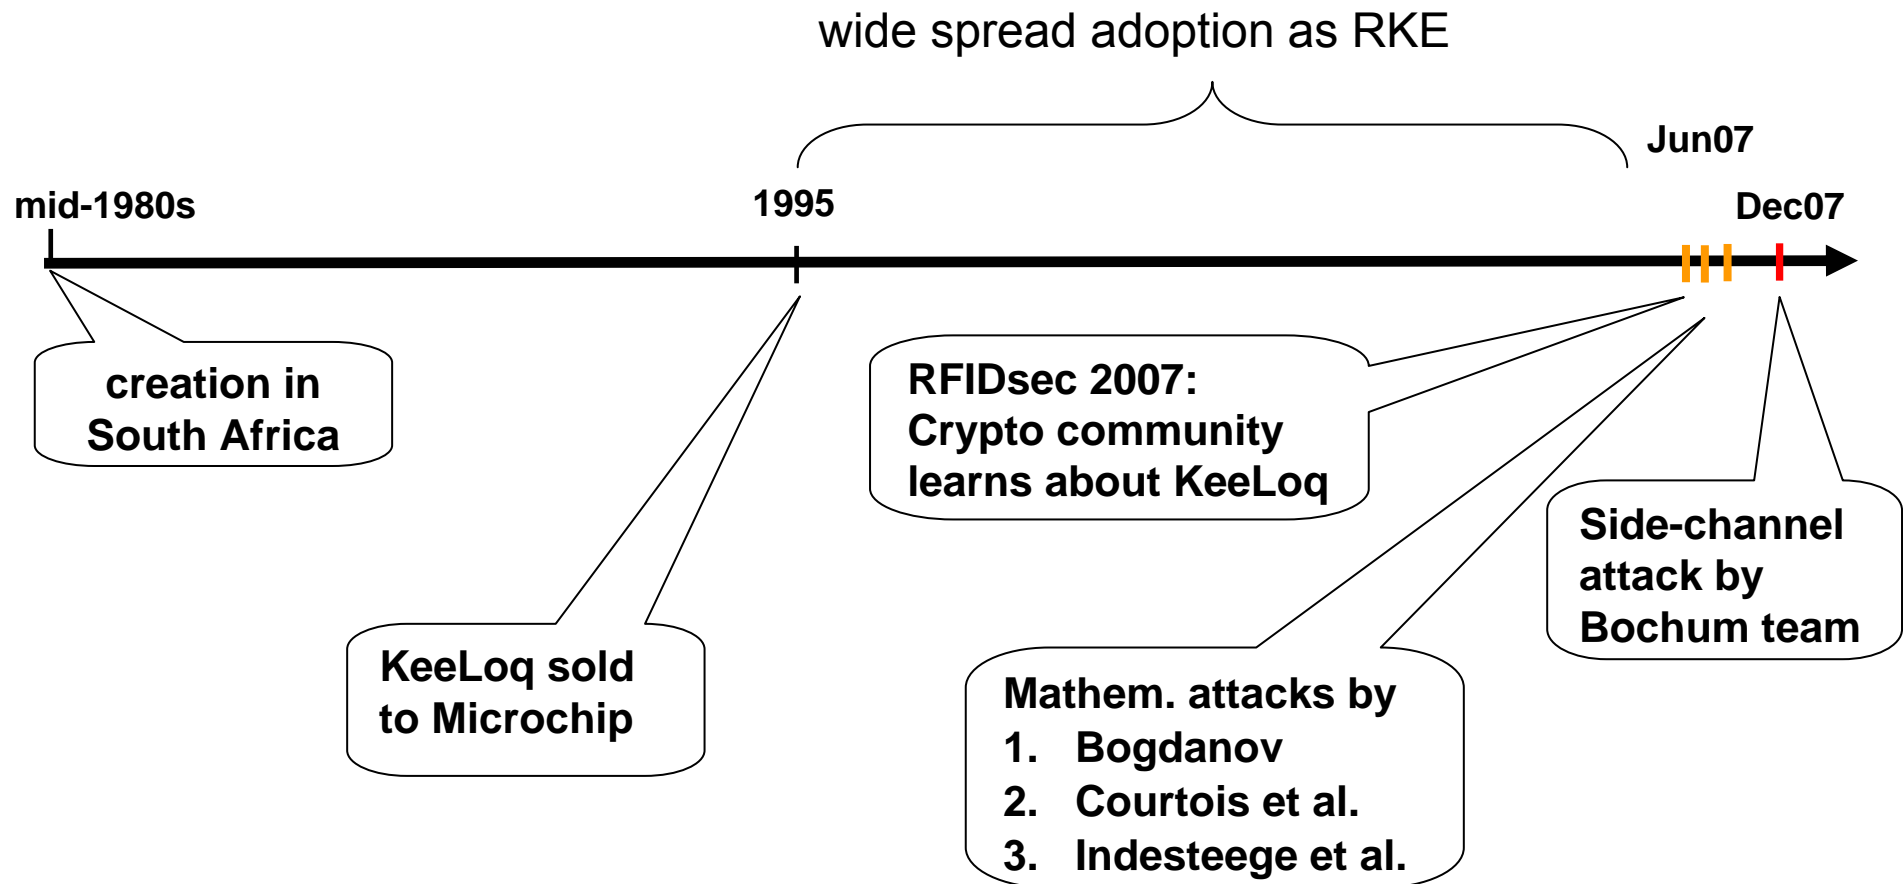 wide spread adoption as RKE
Jun07
mid-1980s
1995
Dec07
creation in
South Africa
RFIDsec 2007:
Crypto community
learns about KeeLoq
Side-channel
attack by
Bochum team
KeeLoq sold
to Microchip
Mathem. attacks by
1. Bogdanov
2. Courtois et al.
3. Indesteege et al.